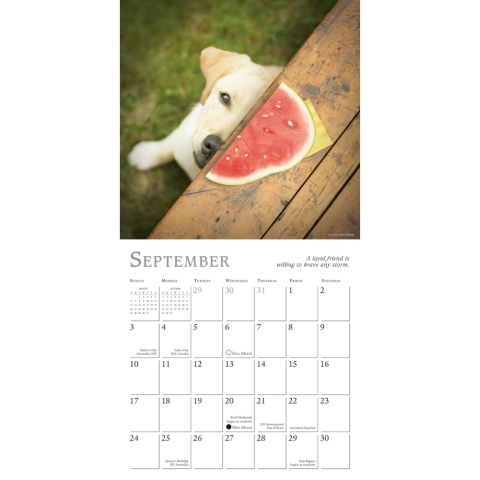 SEPTEMBER
A loyal friend is
willing to brave any storm.
SUNDAY MONDAY TUESDAY WEDNESDAY THURSDAY FRIDAY SATURDAY
AUGUST OCTOBER
29 30 31 1 2
3 4 5 6 7 8 9
Father's Day Labor Day
(Australia, NZ) (US, Canada)
FULL MOON
10 11 12 13 14 15 16
17 18 19 20 21 22 23
Rosh Hashanah
begins at sundown
UN International
Day of Peace
Autumnal Equinox
NEW MOON
24 25 26 27 28 29 30
Queen's Birthday
Yom Kippur
begins at sundown